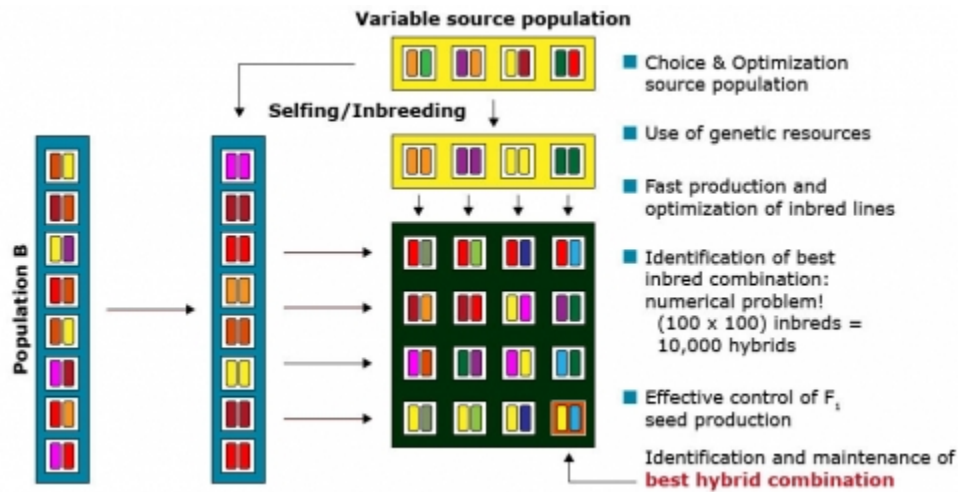 Variable source population
Selfing/Inbreeding
Population B
Choice & Optimization
source population
Use of genetic resources
Fast production and
optimization of inbred lines
Identification of best
inbred combination:
numerical problem!
(100 x 100) inbreds =
10,000 hybrids
Effective control of F₁
seed production
Identification and maintenance of
best hybrid combination